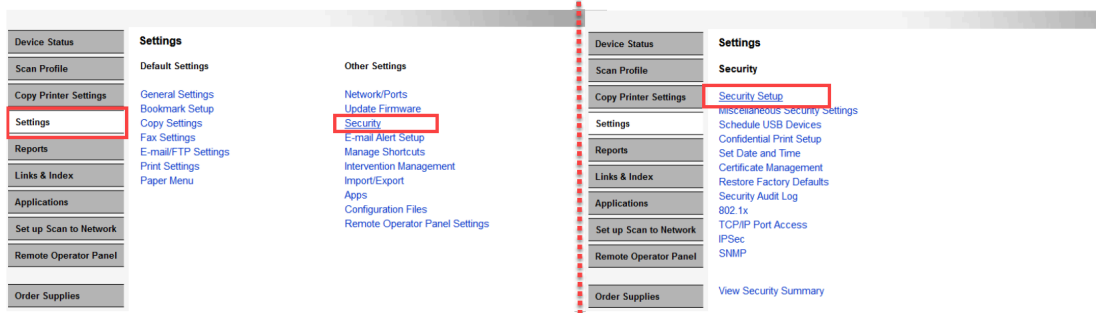 Device Status
Scan Profile
Copy Printer Settings
Settings
Reports
Links & Index
Applications
Set up Scan to Network
Remote Operator Panel
Order Supplies
Settings
Default Settings
General Settings
Bookmark Setup
Copy Settings
Fax Settings
E-mail/FTP Settings
Print Settings
Paper Menu
Other Settings
Network/Ports
Update Firmware
Security
E-mail Alert Setup
Manage Shortcuts
Intervention Management
Import/Export
Apps
Configuration Files
Remote Operator Panel Settings
Device Status
Scan Profile
Copy Printer Settings
Settings
Reports
Links & Index
Applications
Set up Scan to Network
Remote Operator Panel
Order Supplies
Settings
Security
Security Setup
Miscellaneous Security Settings
Schedule USB Devices
Confidential Print Setup
Set Date and Time
Certificate Management
Restore Factory Defaults
Security Audit Log
802.1x
TCP/IP Port Access
IPSec
SNMP
View Security Summary